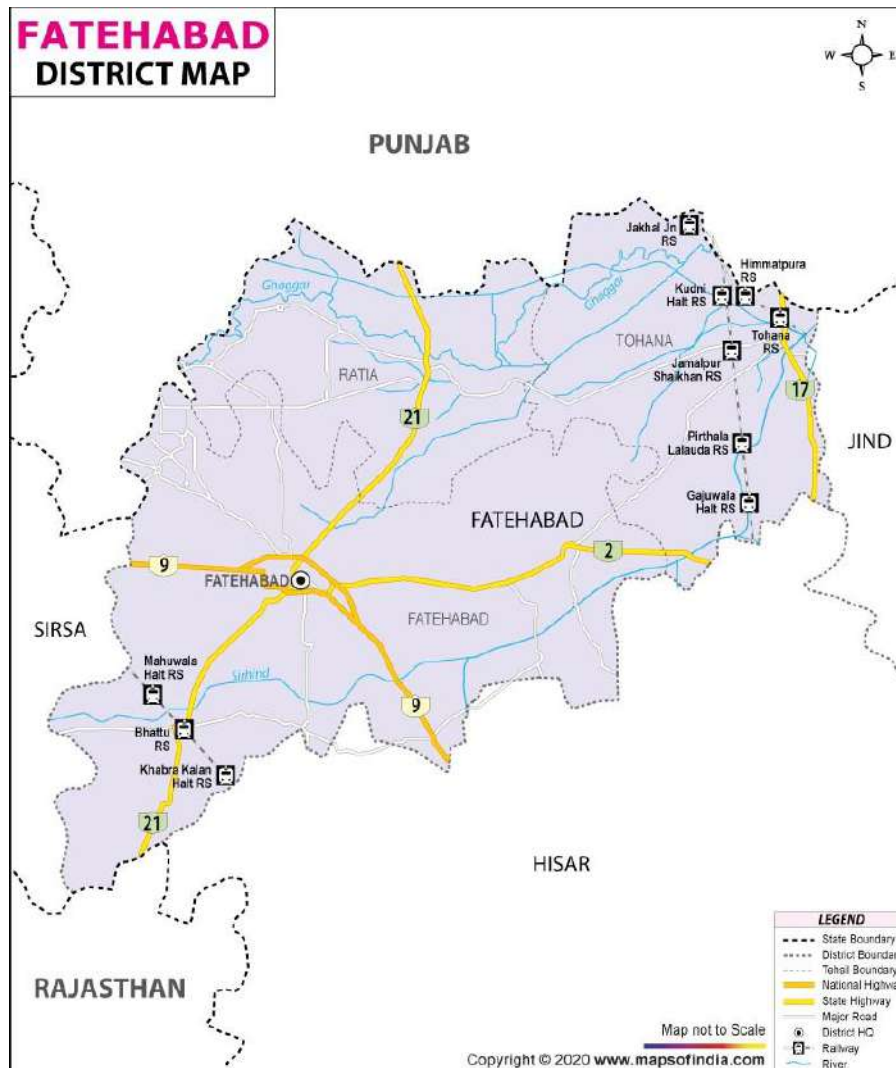 FATEHABAD
DISTRICT MAP
N
W
E
S
PUNJAB
Jakhal Jn
RS
Himmatpura
RS
Kudni
Halt RS
Ghaggar
Ghaggar
TOHANA
Tohana
RS
Jamalpur
Shaikhan RS
RATIA
17
21
JIND
Pirthala
Lalauda RS
Gajuwala
Halt RS
FATEHABAD
2
9
FATEHABAD
FATEHABAD
SIRSA
Mahuwala
Halt RS
Sirhind
9
Bhattu
RS
Khabra Kalan
Halt RS
21
HISAR
RAJASTHAN
LEGEND
State Boundary
District Boundar
Tehsil Boundary
National Highwa
State Highway
Major Road
District HQ
Railway
River
Map not to Scale
Copyright © 2020 www.mapsofindia.com